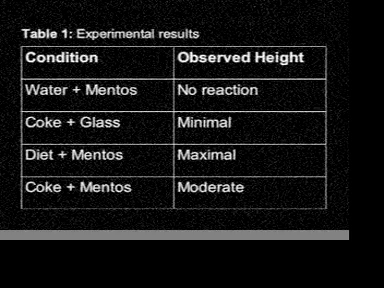 Table 1: Experimental results
Condition Observed Height
Water + Mentos No reaction
Coke + Glass Minimal
Diet + Mentos Maximal
Coke + Mentos Moderate